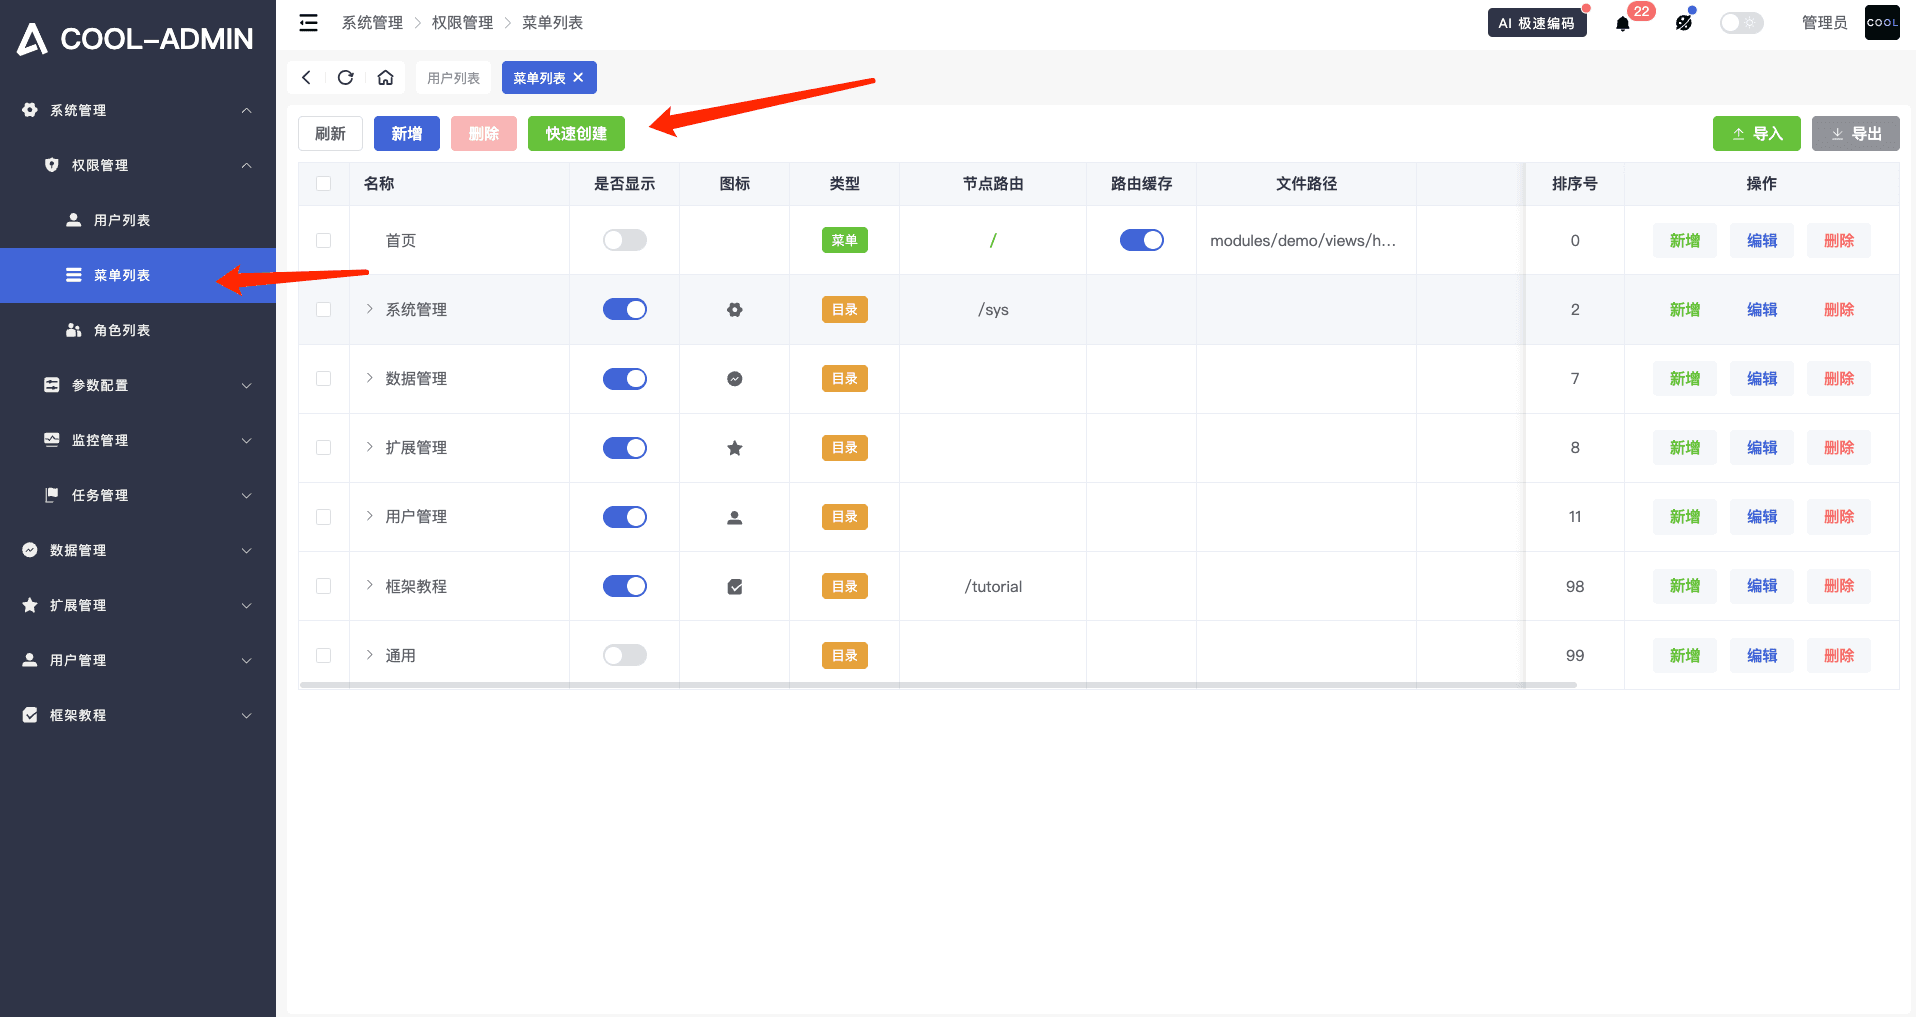 COOL-ADMIN
系统管理
权限管理
用户列表
菜单列表
角色列表
参数配置
监控管理
任务管理
数据管理
扩展管理
用户管理
框架教程
系统管理 > 权限管理 > 菜单列表
AI 极速编码
22
管理员
COOL
用户列表
菜单列表
刷新 新增 删除 快速创建 导入 导出
名称 是否显示 图标 类型 节点路由 路由缓存 文件路径 排序号 操作
首页 菜单 / modules/demo/views/h... 0 新增 编辑 删除
系统管理 目录 /sys 2 新增 编辑 删除
数据管理 目录 7 新增 编辑 删除
扩展管理 目录 8 新增 编辑 删除
用户管理 目录 11 新增 编辑 删除
框架教程 目录 /tutorial 98 新增 编辑 删除
通用 目录 99 新增 编辑 删除